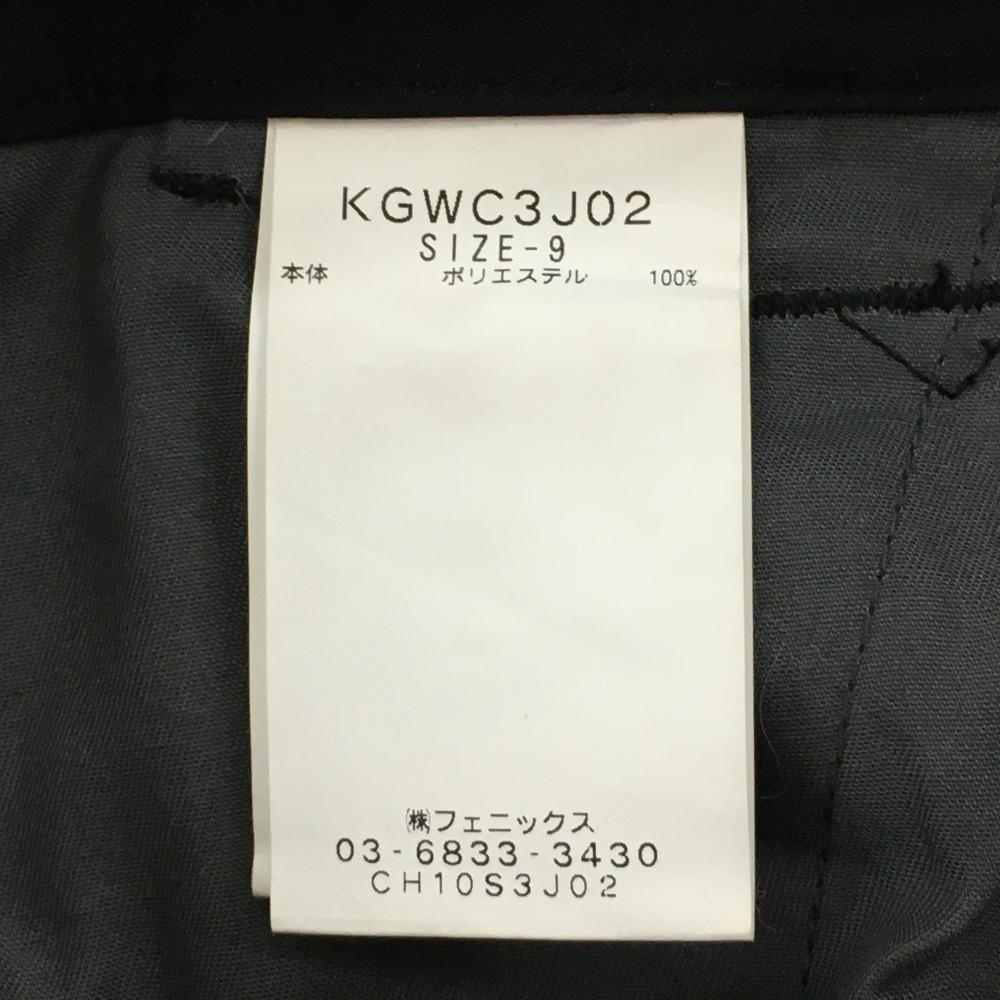 KGWC3J02
SIZE-9
本体 ポリエステル 100%
㈱フェニックス
03-6833-3430
CH10S3J02